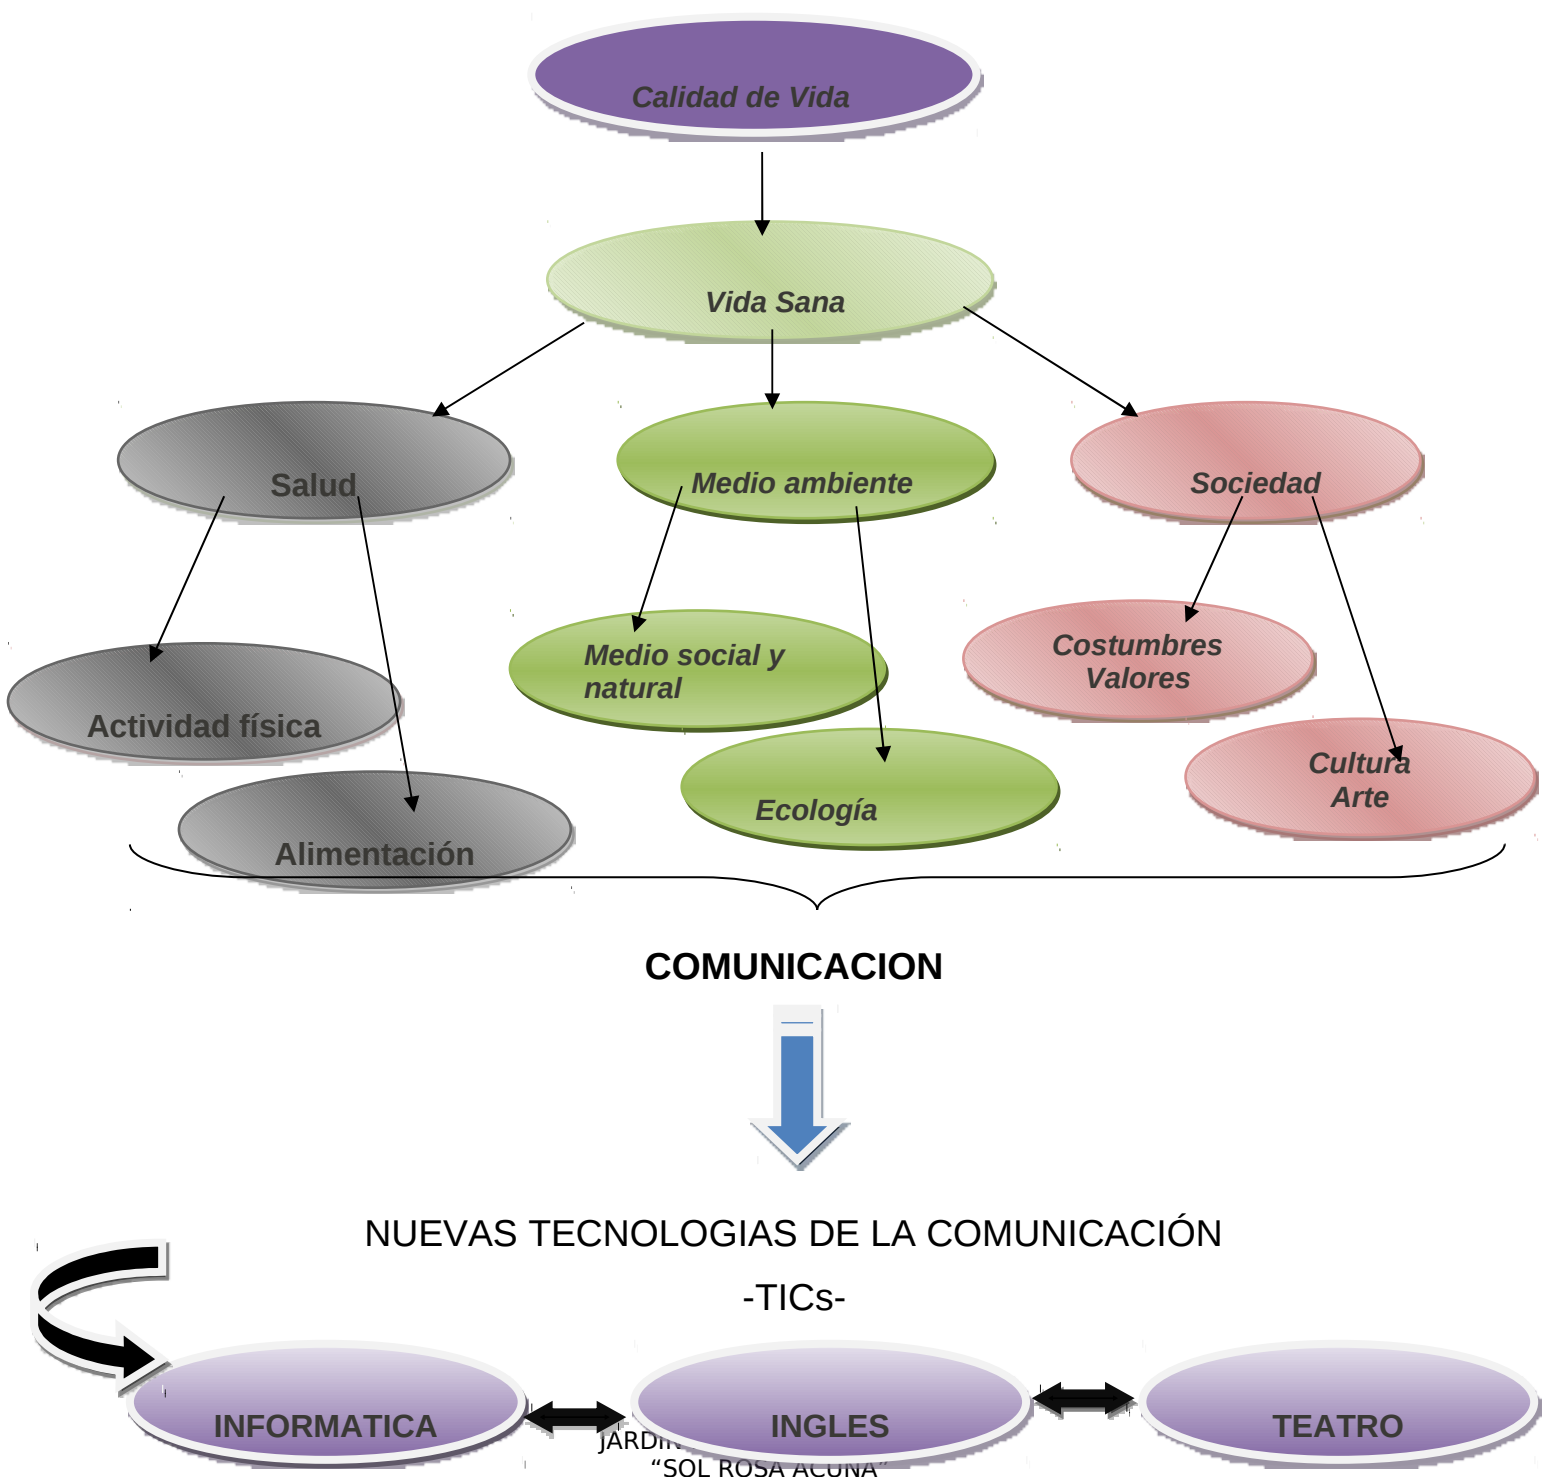 Calidad de Vida
Vida Sana
Salud
Medio ambiente
Sociedad
Medio social y
natural
Costumbres
Valores
Actividad física
Cultura
Arte
Ecología
Alimentación
COMUNICACION
NUEVAS TECNOLOGIAS DE LA COMUNICACIÓN
-TICs-
INFORMATICA
INGLES
TEATRO
“SOL ROSA ACUÑA”